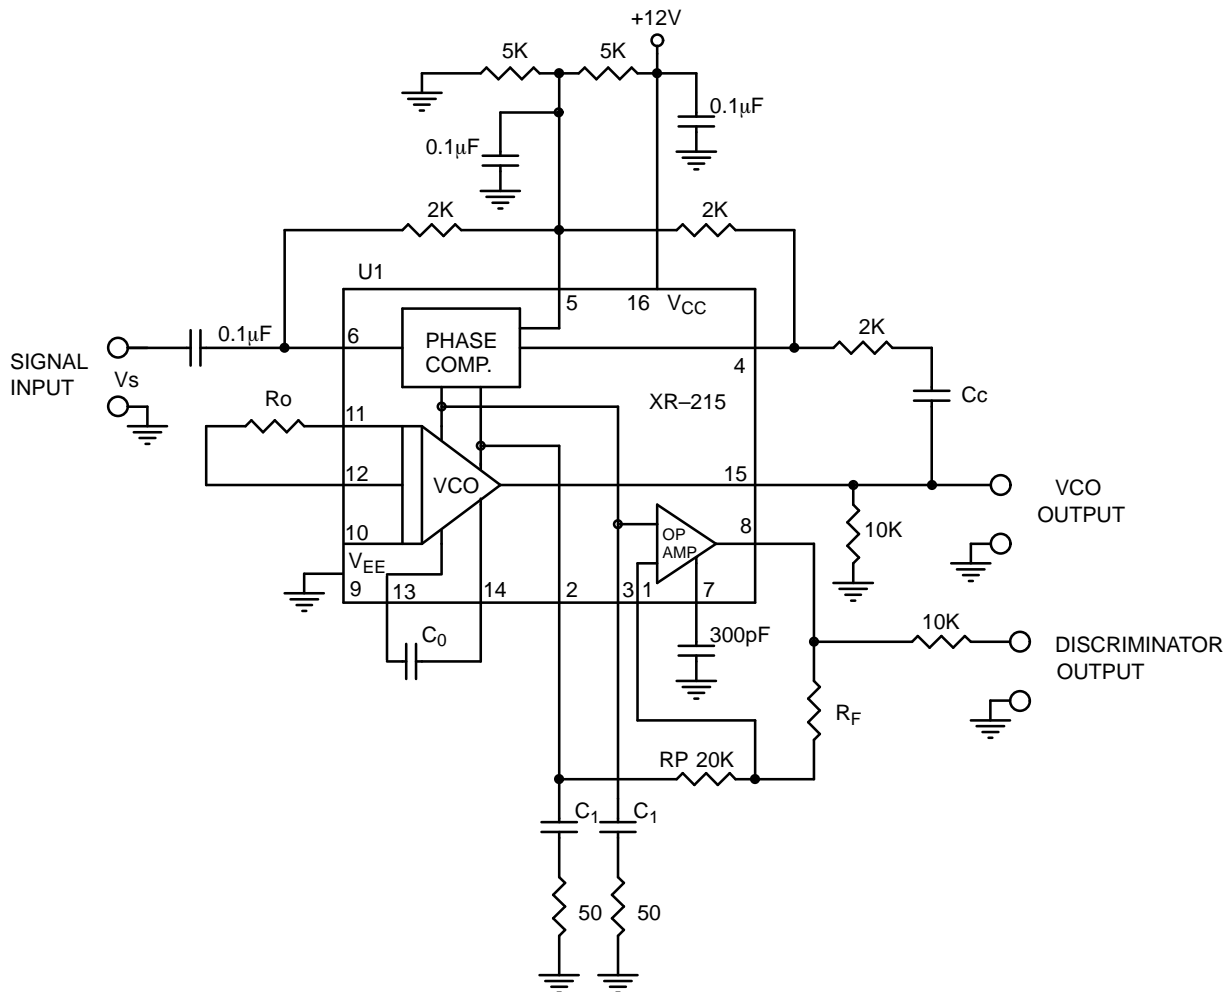 +12V
5K
5K
0.1µF
0.1µF
2K
2K
U1
5
16
VCC
SIGNAL
INPUT
Vs
0.1µF
6
PHASE
COMP.
4
2K
Cc
XR–215
Ro
11
12
VCO
15
VCO
OUTPUT
10
VEE
9
13
14
2
3
1
7
OP
AMP
8
10K
C0
300pF
10K
DISCRIMINATOR
OUTPUT
RF
RP 20K
C1
C1
50
50